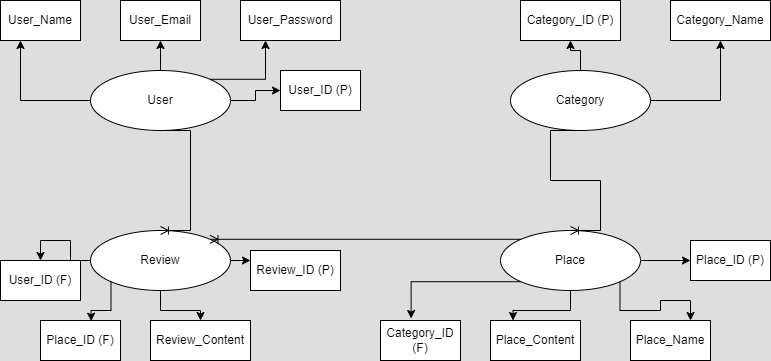 User_Name
User_Email
User_Password
Category_ID (P)
Category_Name
User_ID (P)
User
Category
Review
Place
User_ID (F)
Review_ID (P)
Place_ID (P)
Place_ID (F)
Review_Content
Category_ID
(F)
Place_Content
Place_Name